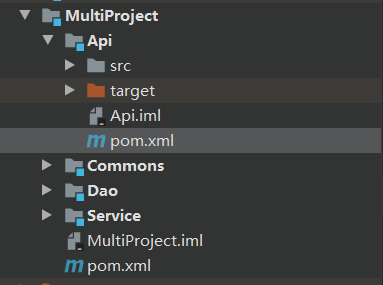 MultiProject
Api
src
target
Api.iml
pom.xml
Commons
Dao
Service
MultiProject.iml
pom.xml